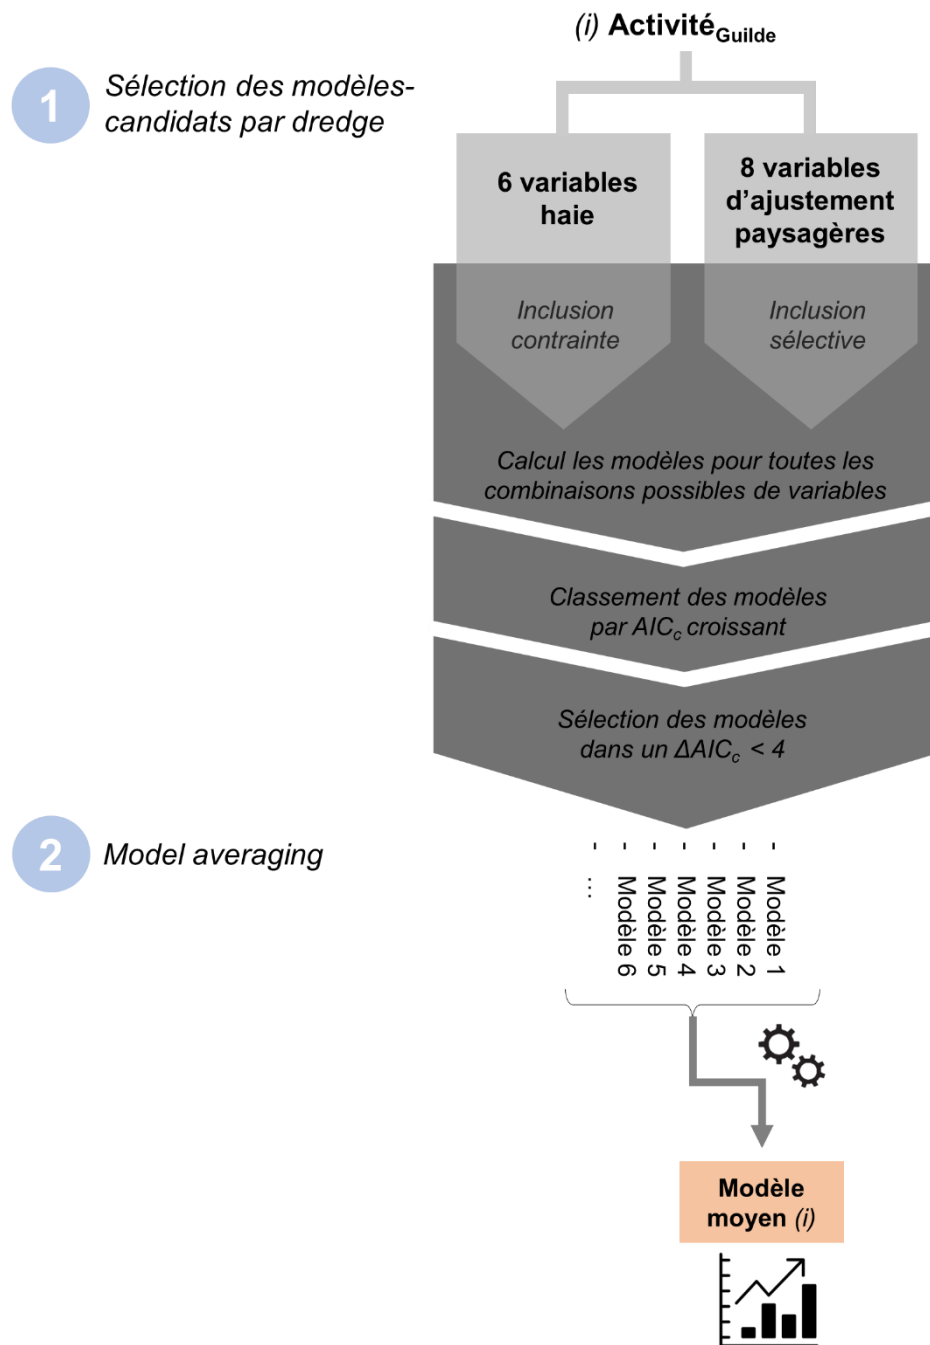 (i) Activité Guilde
1
Sélection des modèles-
candidats par dredge
6 variables
haie
8 variables
d’ajustement
paysagères
Inclusion
contrainte
Inclusion
sélective
Calcul les modèles pour toutes les
combinaisons possibles de variables
Classement des modèles
par AICc croissant
Sélection des modèles
dans un ΔAICc < 4
2
Model averaging
- Modèle 1
- Modèle 2
- Modèle 3
- Modèle 4
- Modèle 5
- Modèle 6
- ...
Modèle
moyen (i)